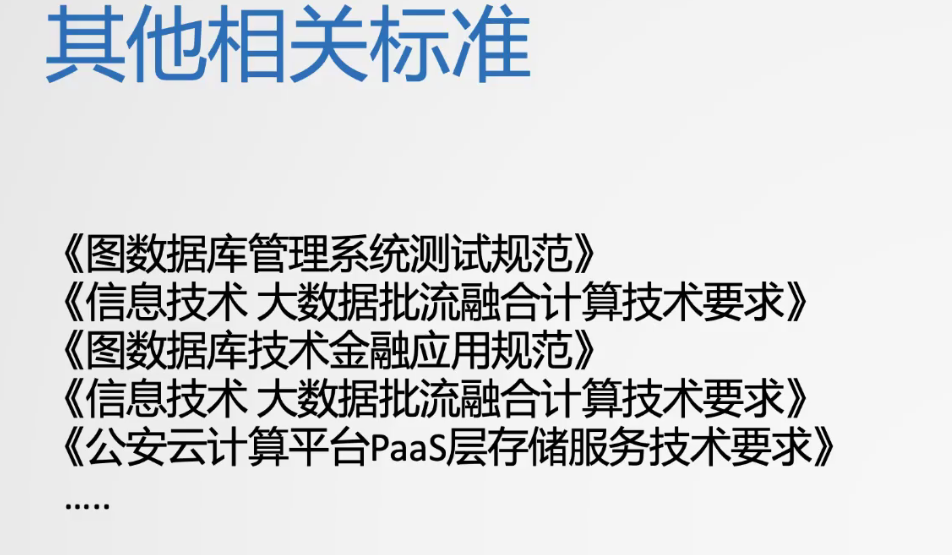 其他相关标准
《图数据库管理系统测试规范》
《信息技术 大数据批流融合计算技术要求》
《图数据库技术金融应用规范》
《信息技术 大数据批流融合计算技术要求》
《公安云计算平台PaaS层存储服务技术要求》
.....